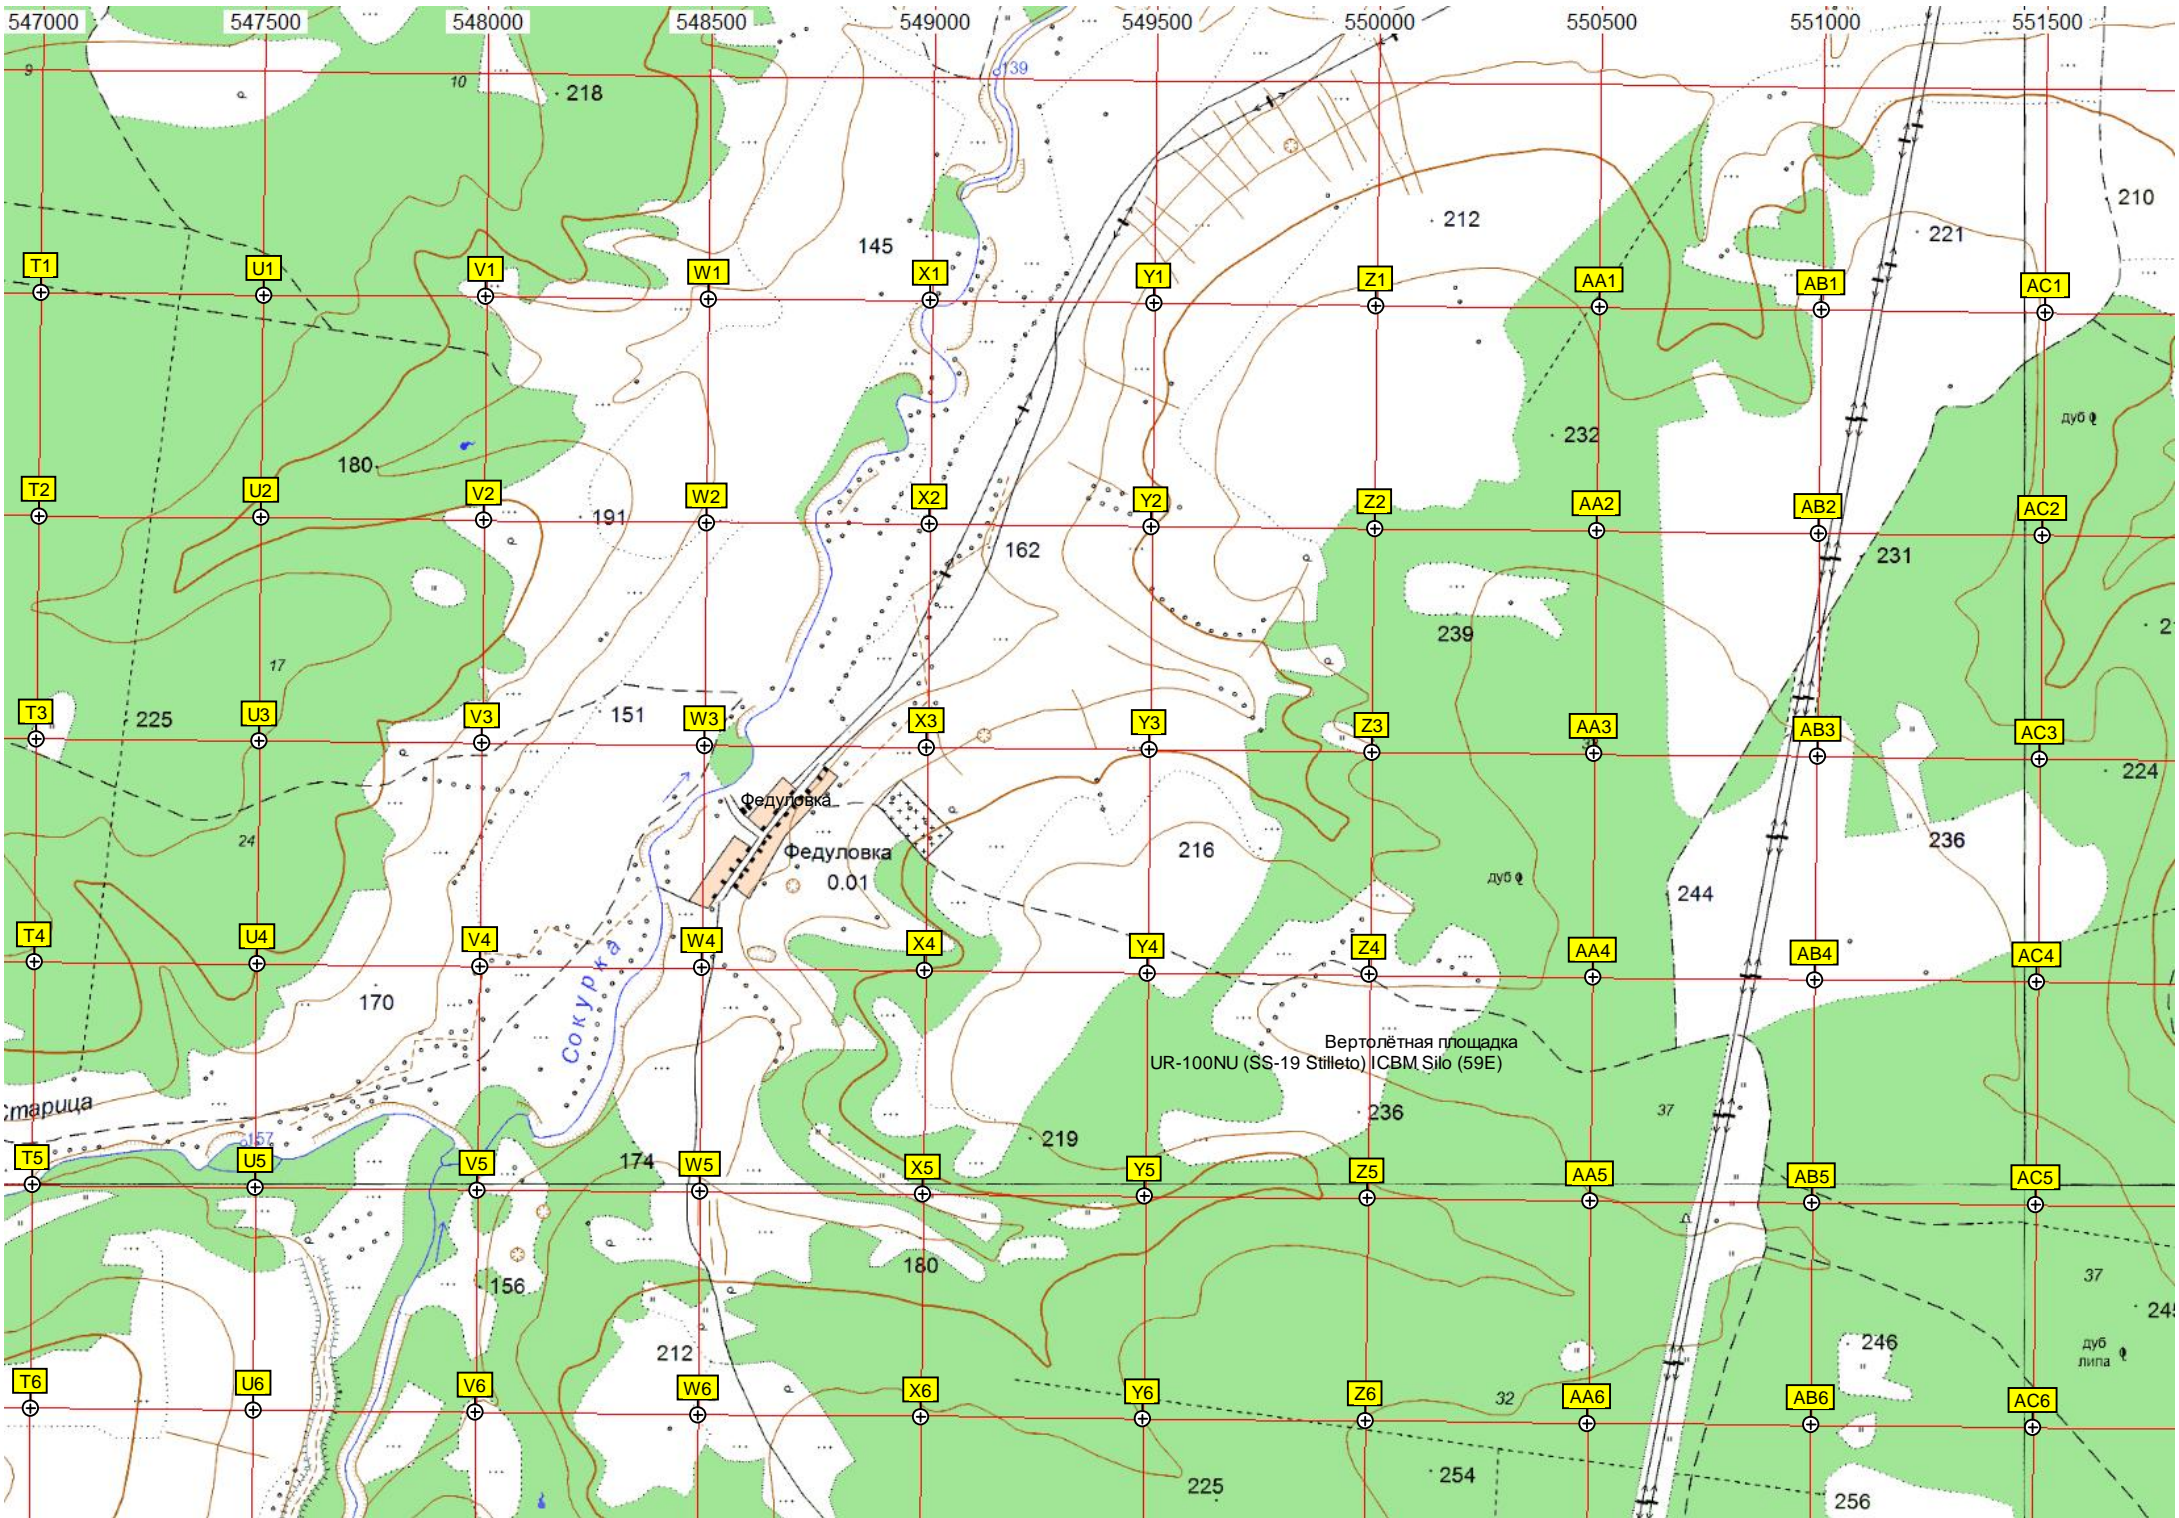 547000 547500 548000 548500 549000 549500 550000 550500 551000 551500
9 10 218 139
210
145 212 221
T1 U1 V1 W1 X1 Y1 Z1 AA1 AB1 AC1
дуб
180 232
T2 U2 V2 W2 X2 Y2 Z2 AA2 AB2 AC2
191 162 231
239
17
T3 225 U3 V3 151 W3 X3 Y3 Z3 AA3 AB3 AC3
224
Федуловка
24 Федуловка 216 236
0.01 дуб 244
T4 U4 V4 W4 X4 Y4 Z4 AA4 AB4 AC4
170 Сокурка
Вертолётная площадка
UR-100NU (SS-19 Stilleto) ICBM Silo (59E)
старица 236 37
157 219
T5 U5 V5 174 W5 X5 Y5 Z5 AA5 AB5 AC5
156 180 37
245
212 246 дуб
липа
T6 U6 V6 W6 X6 Y6 Z6 32 AA6 AB6 AC6
225 254 256